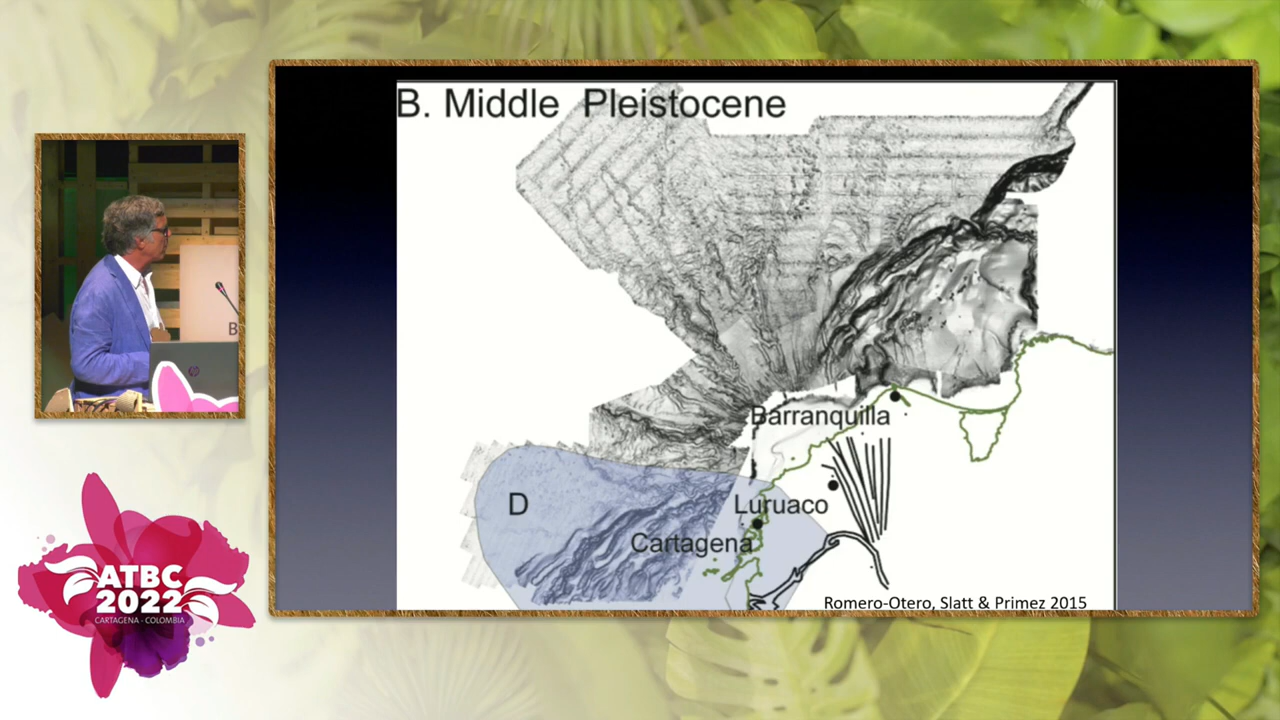 B. Middle Pleistocene
Barranquilla
D
Luruaco
Cartagena
Romero-Otero, Slatt & Primez 2015
B
ATBC
2022
CARTAGENA - COLOMBIA